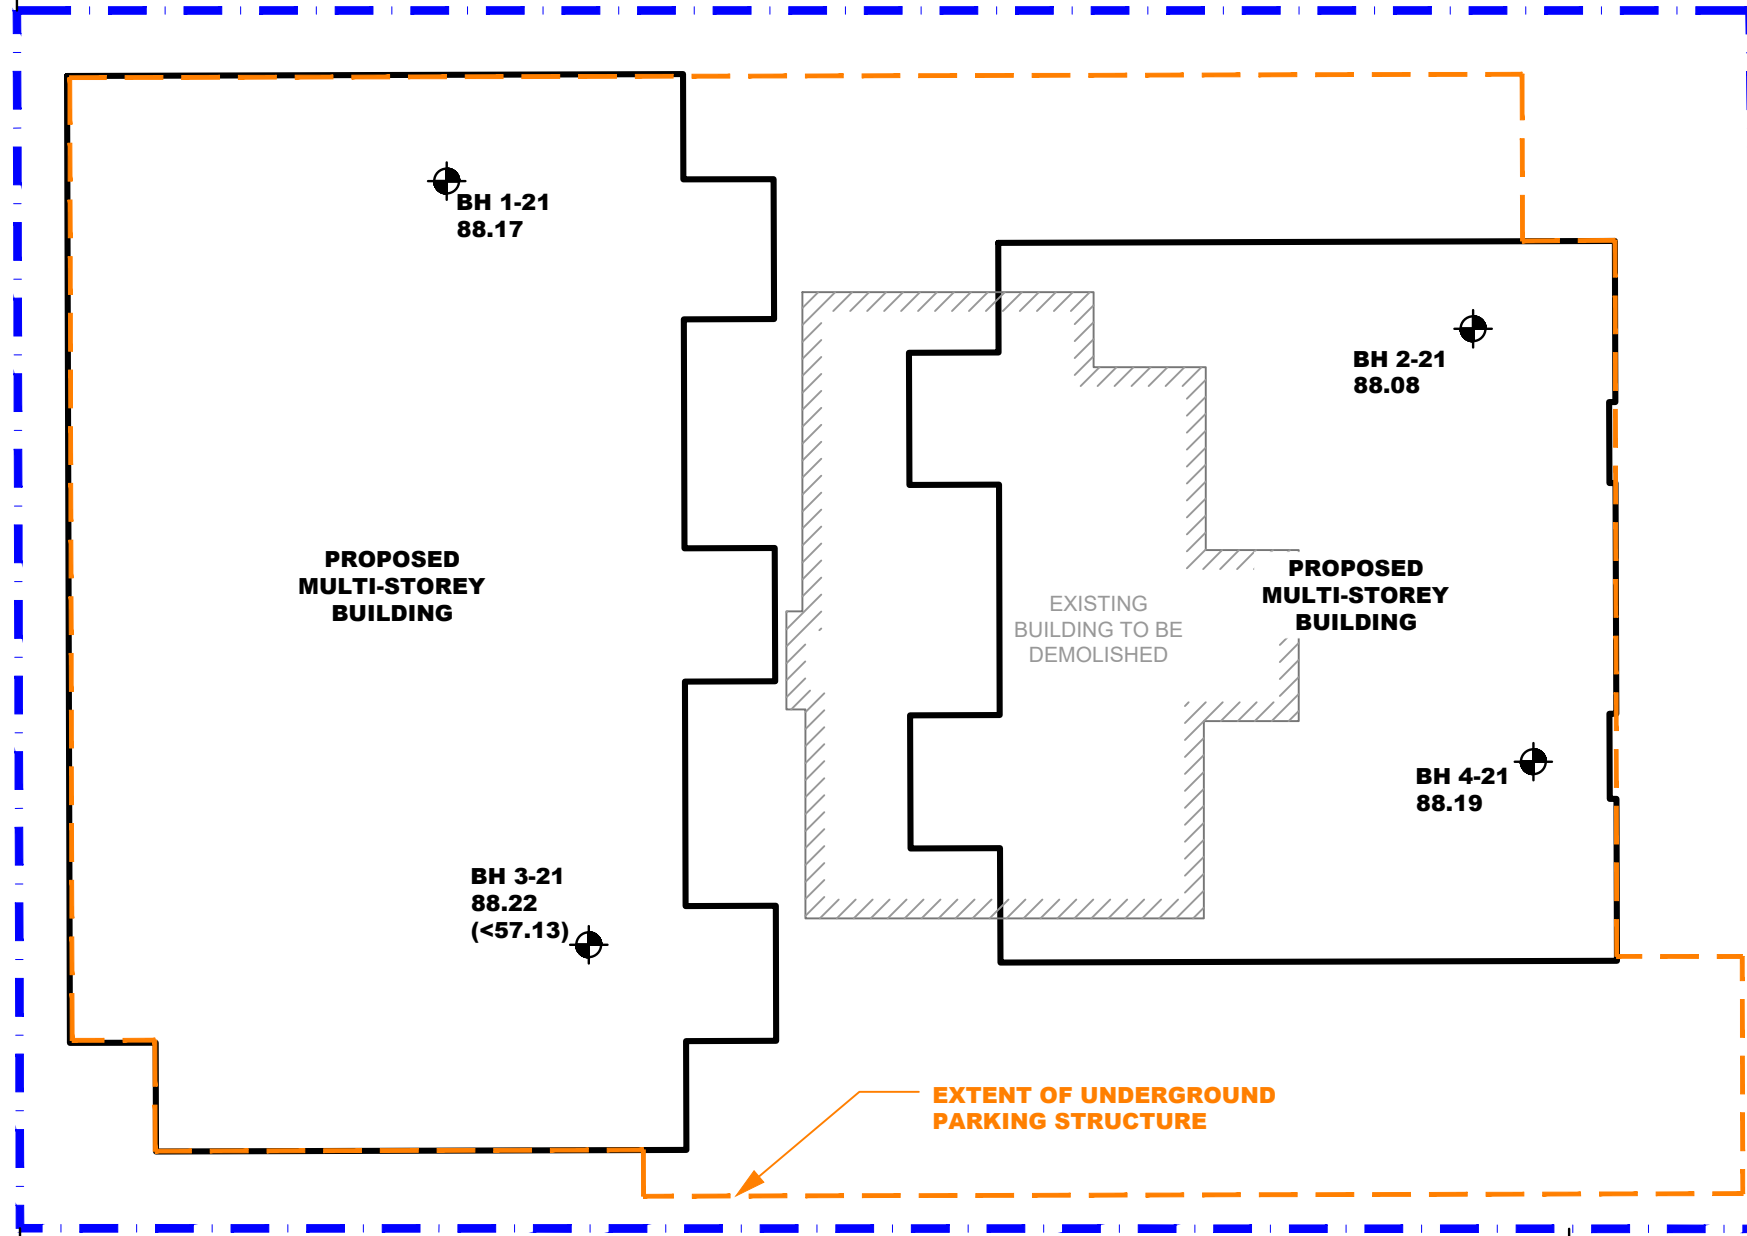 BH 1-21
88.17
BH 2-21
88.08
PROPOSED
MULTI-STOREY
BUILDING
EXISTING
BUILDING TO BE
DEMOLISHED
PROPOSED
MULTI-STOREY
BUILDING
BH 4-21
88.19
BH 3-21
88.22
(<57.13)
EXTENT OF UNDERGROUND
PARKING STRUCTURE